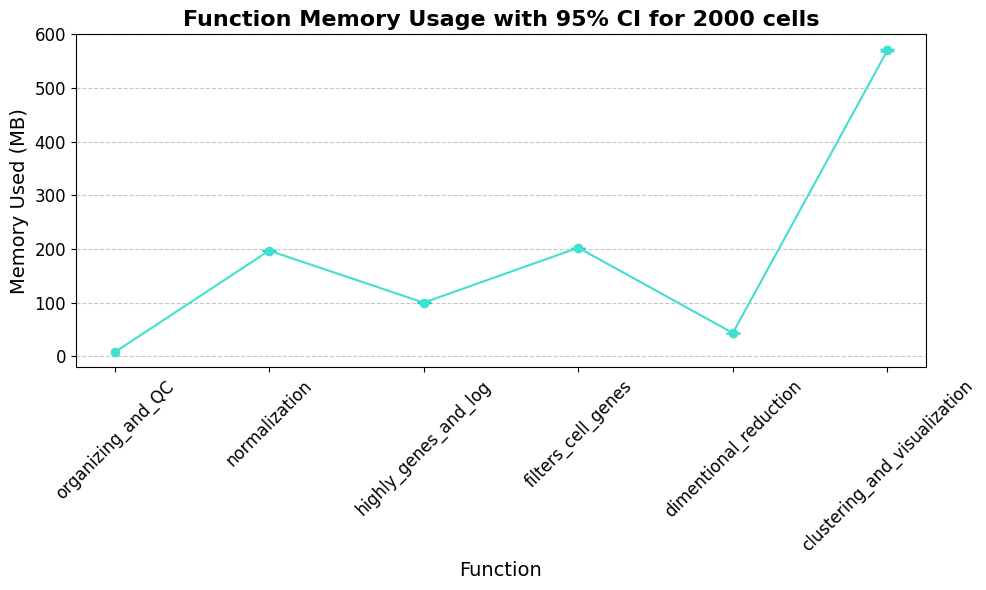 Function Memory Usage with 95% CI for 2000 cells
Memory Used (MB)
600
500
400
300
200
100
0
organizing_and_QC
normalization
highly_genes_and_log
filters_cell_genes
dimentional_reduction
clustering_and_visualization
Function